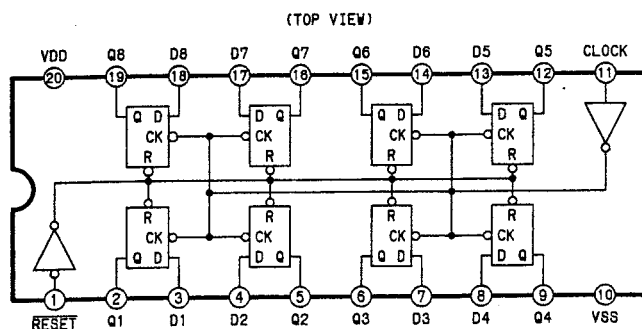 (TOP VIEW)
VDD Q8 D8 D7 Q7 Q6 D6 D5 Q5 CLOCK
20 19 18 17 16 15 14 13 12 11
Q D D Q Q D D Q
CK CK CK CK
R R R R
R R R R
CK CK CK CK
Q D D Q Q D D Q
1 2 3 4 5 6 7 8 9 10
RESET Q1 D1 D2 Q2 Q3 D3 D4 Q4 VSS